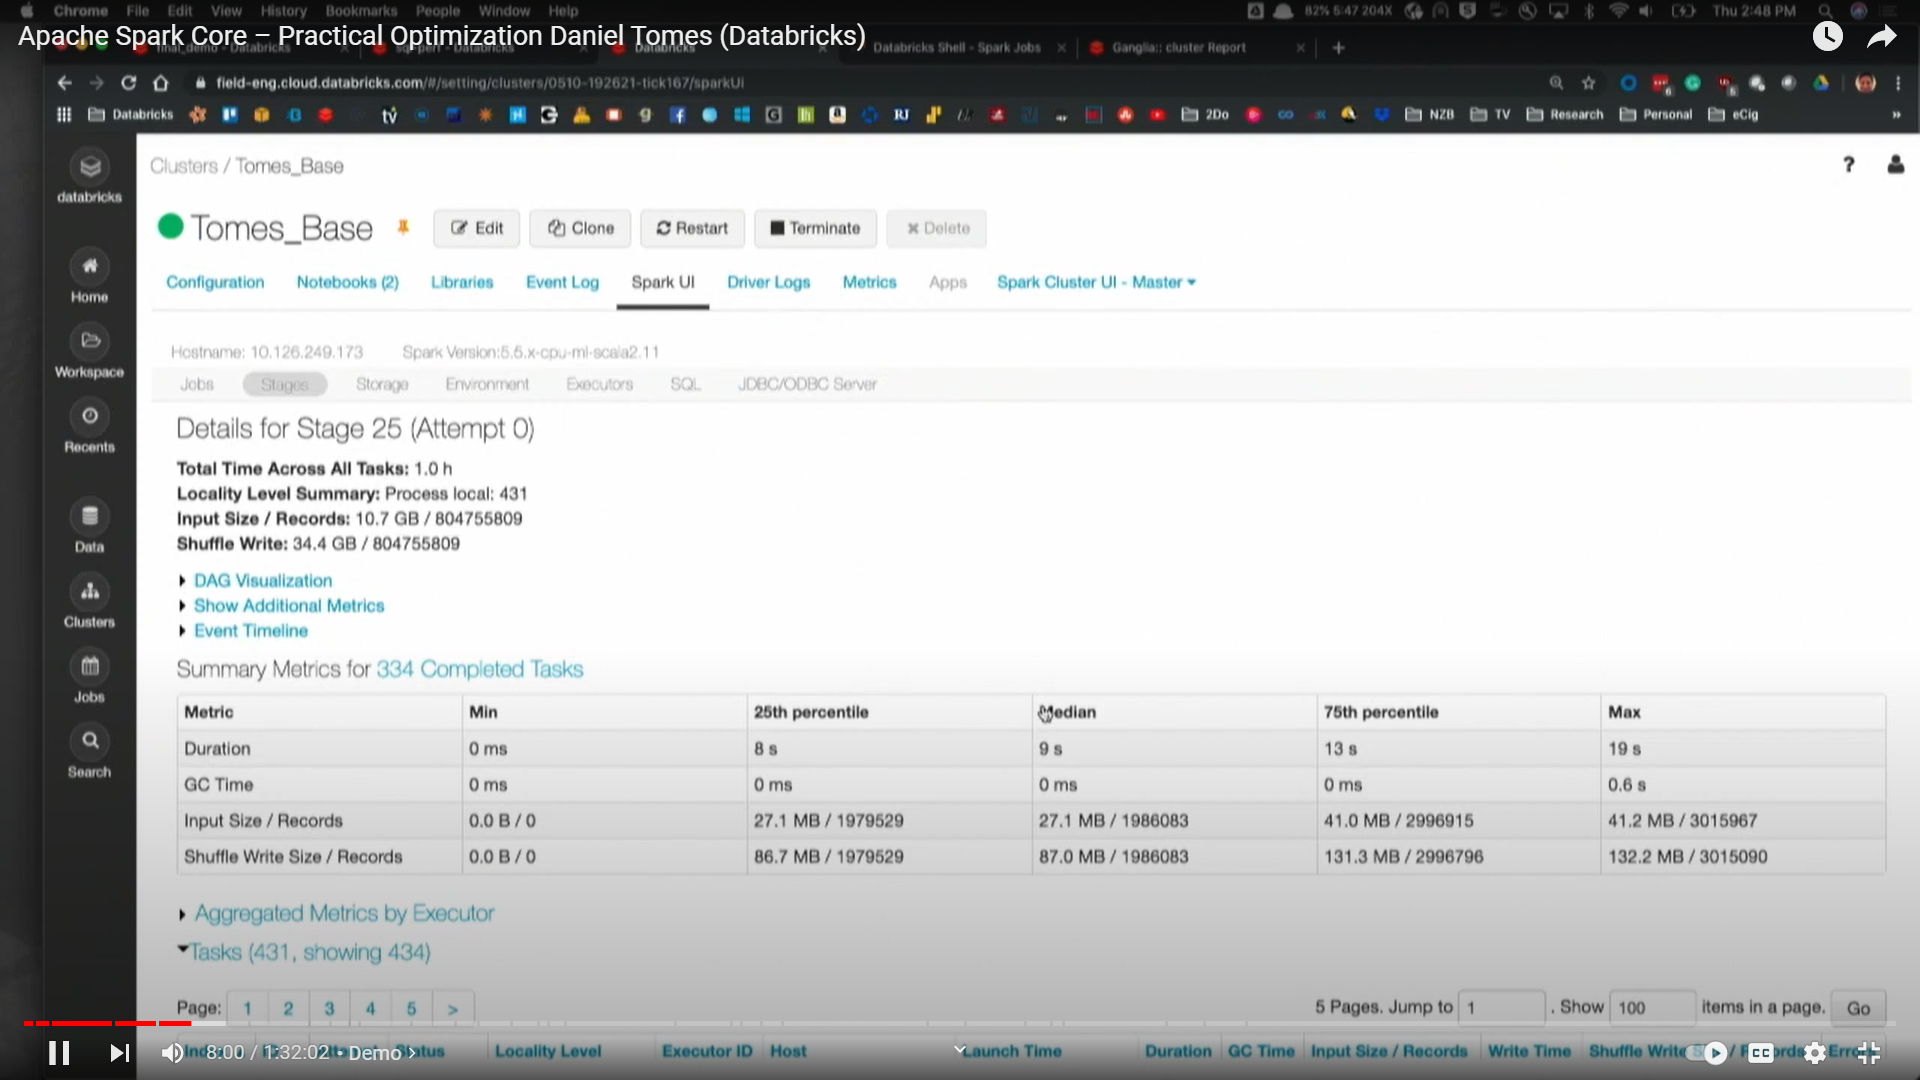 Chrome File Edit View History Bookmarks People Window Help 82% 5:47 204X Thu 2:48 PM
Apache Spark Core – Practical Optimization Daniel Tomes (Databricks)
Databricks Shell - Spark Jobs
Ganglia:: cluster Report
field-eng.cloud.databricks.com/#/setting/clusters/0510-192621-tick167/sparkUi
Databricks tv RJ 2Do NZB TV Research Personal eCig »
databricks
Home
Workspace
Recents
Data
Clusters
Jobs
Search
Clusters / Tomes_Base ?
Tomes_Base Edit Clone Restart Terminate Delete
Configuration Notebooks (2) Libraries Event Log Spark UI Driver Logs Metrics Apps Spark Cluster UI - Master
Hostname: 10.126.249.173 Spark Version:5.5.x-cpu-ml-scala2.11
Jobs Stages Storage Environment Executors SQL JDBC/ODBC Server
Details for Stage 25 (Attempt 0)
Total Time Across All Tasks: 1.0 h
Locality Level Summary: Process local: 431
Input Size / Records: 10.7 GB / 804755809
Shuffle Write: 34.4 GB / 804755809
DAG Visualization
Show Additional Metrics
Event Timeline
Summary Metrics for 334 Completed Tasks
Metric Min 25th percentile Median 75th percentile Max
Duration 0 ms 8 s 9 s 13 s 19 s
GC Time 0 ms 0 ms 0 ms 0 ms 0.6 s
Input Size / Records 0.0 B / 0 27.1 MB / 1979529 27.1 MB / 1986083 41.0 MB / 2996915 41.2 MB / 3015967
Shuffle Write Size / Records 0.0 B / 0 86.7 MB / 1979529 87.0 MB / 1986083 131.3 MB / 2996796 132.2 MB / 3015090
Aggregated Metrics by Executor
Tasks (431, showing 434)
Page: 1 2 3 4 5 > 5 Pages. Jump to 1 . Show 100 items in a page. Go
Status Locality Level Executor ID Host Launch Time Duration GC Time Input Size / Records Write Time Shuffle Write
8:00 / 1:32:02 • Demo › CC